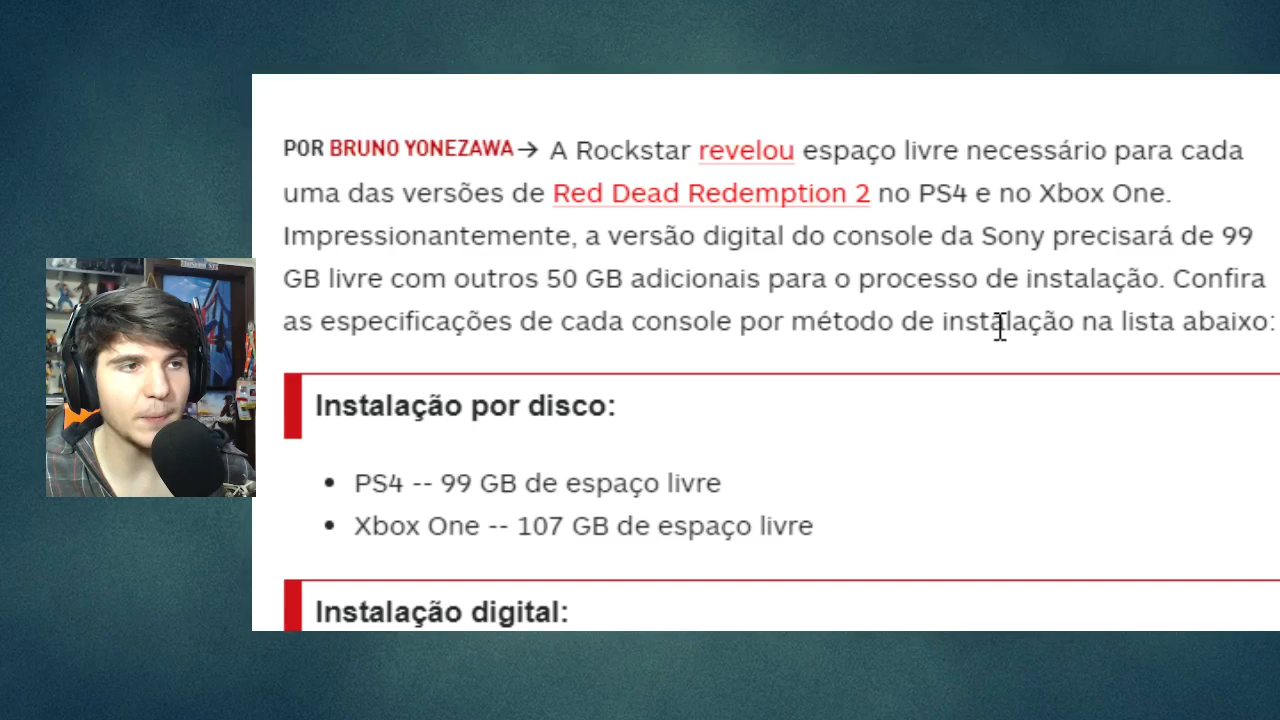 POR BRUNO YONEZAWA→ A Rockstar revelou espaço livre necessário para cada
uma das versões de Red Dead Redemption 2 no PS4 e no Xbox One.
Impressionantemente, a versão digital do console da Sony precisará de 99
GB livre com outros 50 GB adicionais para o processo de instalação. Confira
as especificações de cada console por método de instalação na lista abaixo:
Instalação por disco:
• PS4 -- 99 GB de espaço livre
• Xbox One -- 107 GB de espaço livre
Instalação digital: